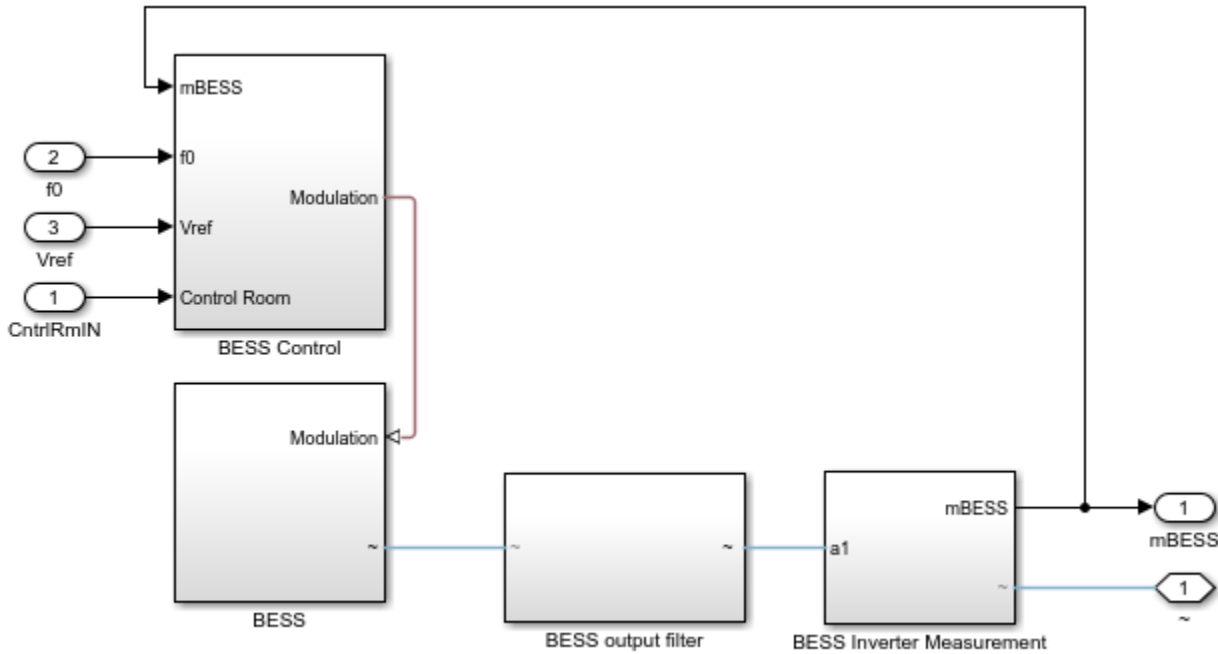 mBESS
2
f0
f0
Modulation
3
Vref
Vref
1
Control Room
CntrlRmIN
BESS Control
Modulation
~
BESS
~
~
BESS output filter
mBESS
a1
~
BESS Inverter Measurement
1
mBESS
1
~